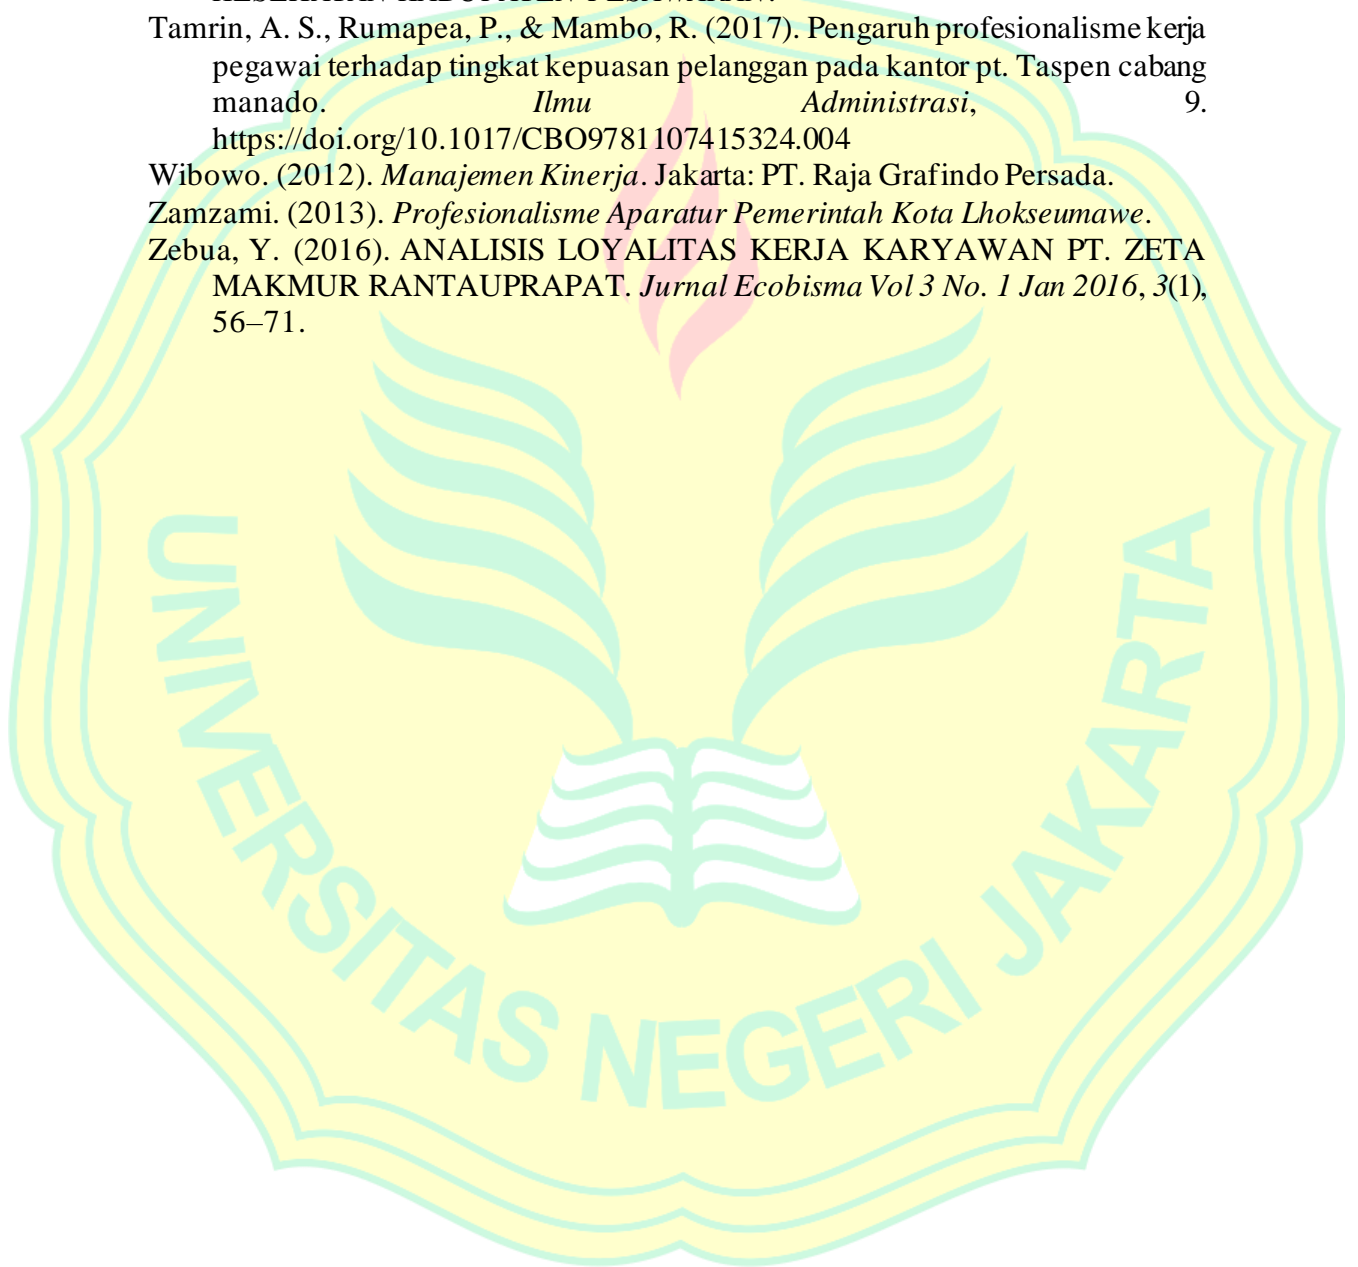 KESEHATAN KABUPATEN PESAWARAN.
Tamrin, A. S., Rumapea, P., & Mambo, R. (2017). Pengaruh profesionalisme kerja
pegawai terhadap tingkat kepuasan pelanggan pada kantor pt. Taspen cabang
manado. Ilmu Administrasi, 9.
https://doi.org/10.1017/CBO9781107415324.004
Wibowo. (2012). Manajemen Kinerja. Jakarta: PT. Raja Grafindo Persada.
Zamzami. (2013). Profesionalisme Aparatur Pemerintah Kota Lhokseumawe.
Zebua, Y. (2016). ANALISIS LOYALITAS KERJA KARYAWAN PT. ZETA
MAKMUR RANTAUPRAPAT. Jurnal Ecobisma Vol 3 No. 1 Jan 2016, 3(1),
56–71.
UNIVERSITAS NEGERI JAKARTA